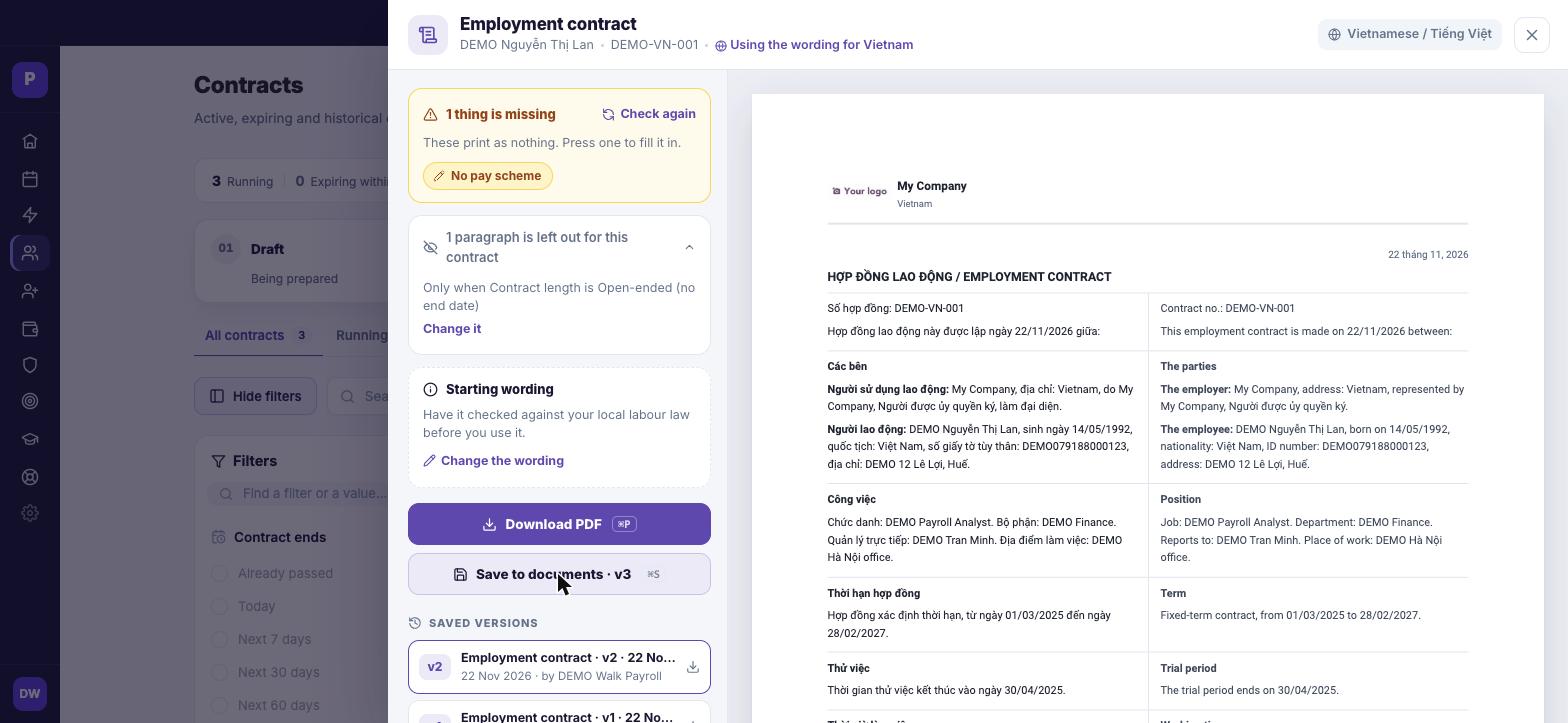 Employment contract
DEMO Nguyễn Thị Lan • DEMO-VN-001 • Using the wording for Vietnam
Vietnamese / Tiếng Việt
P
Contracts
Active, expiring and historical
3 Running
0 Expiring within
01 Draft
Being prepared
All contracts 3
Running
Hide filters
Filters
Find a filter or a value...
Contract ends
Already passed
Today
Next 7 days
Next 30 days
Next 60 days
DW
1 thing is missing
Check again
These print as nothing. Press one to fill it in.
No pay scheme
1 paragraph is left out for this
contract
Only when Contract length is Open-ended (no
end date)
Change it
Starting wording
Have it checked against your local labour law
before you use it.
Change the wording
Download PDF ⌘P
Save to documents · v3 ⌘S
SAVED VERSIONS
v2
Employment contract · v2 · 22 No...
22 Nov 2026 · by DEMO Walk Payroll
Employment contract · v1 · 22 No...
Your logo
My Company
Vietnam
22 tháng 11, 2026
HỢP ĐỒNG LAO ĐỘNG / EMPLOYMENT CONTRACT
Số hợp đồng: DEMO-VN-001
Hợp đồng lao động này được lập ngày 22/11/2026 giữa:
Contract no.: DEMO-VN-001
This employment contract is made on 22/11/2026 between:
Các bên
Người sử dụng lao động: My Company, địa chỉ: Vietnam, do My
Company, Người được ủy quyền ký, làm đại diện.
Người lao động: DEMO Nguyễn Thị Lan, sinh ngày 14/05/1992,
quốc tịch: Việt Nam, số giấy tờ tùy thân: DEMO079188000123,
địa chỉ: DEMO 12 Lê Lợi, Huế.
The parties
The employer: My Company, address: Vietnam, represented by
My Company, Người được ủy quyền ký.
The employee: DEMO Nguyễn Thị Lan, born on 14/05/1992,
nationality: Việt Nam, ID number: DEMO079188000123,
address: DEMO 12 Lê Lợi, Huế.
Công việc
Chức danh: DEMO Payroll Analyst. Bộ phận: DEMO Finance.
Quản lý trực tiếp: DEMO Tran Minh. Địa điểm làm việc: DEMO
Hà Nội office.
Position
Job: DEMO Payroll Analyst. Department: DEMO Finance.
Reports to: DEMO Tran Minh. Place of work: DEMO Hà Nội
office.
Thời hạn hợp đồng
Hợp đồng xác định thời hạn, từ ngày 01/03/2025 đến ngày
28/02/2027.
Term
Fixed-term contract, from 01/03/2025 to 28/02/2027.
Thử việc
Thời gian thử việc kết thúc vào ngày 30/04/2025.
Trial period
The trial period ends on 30/04/2025.